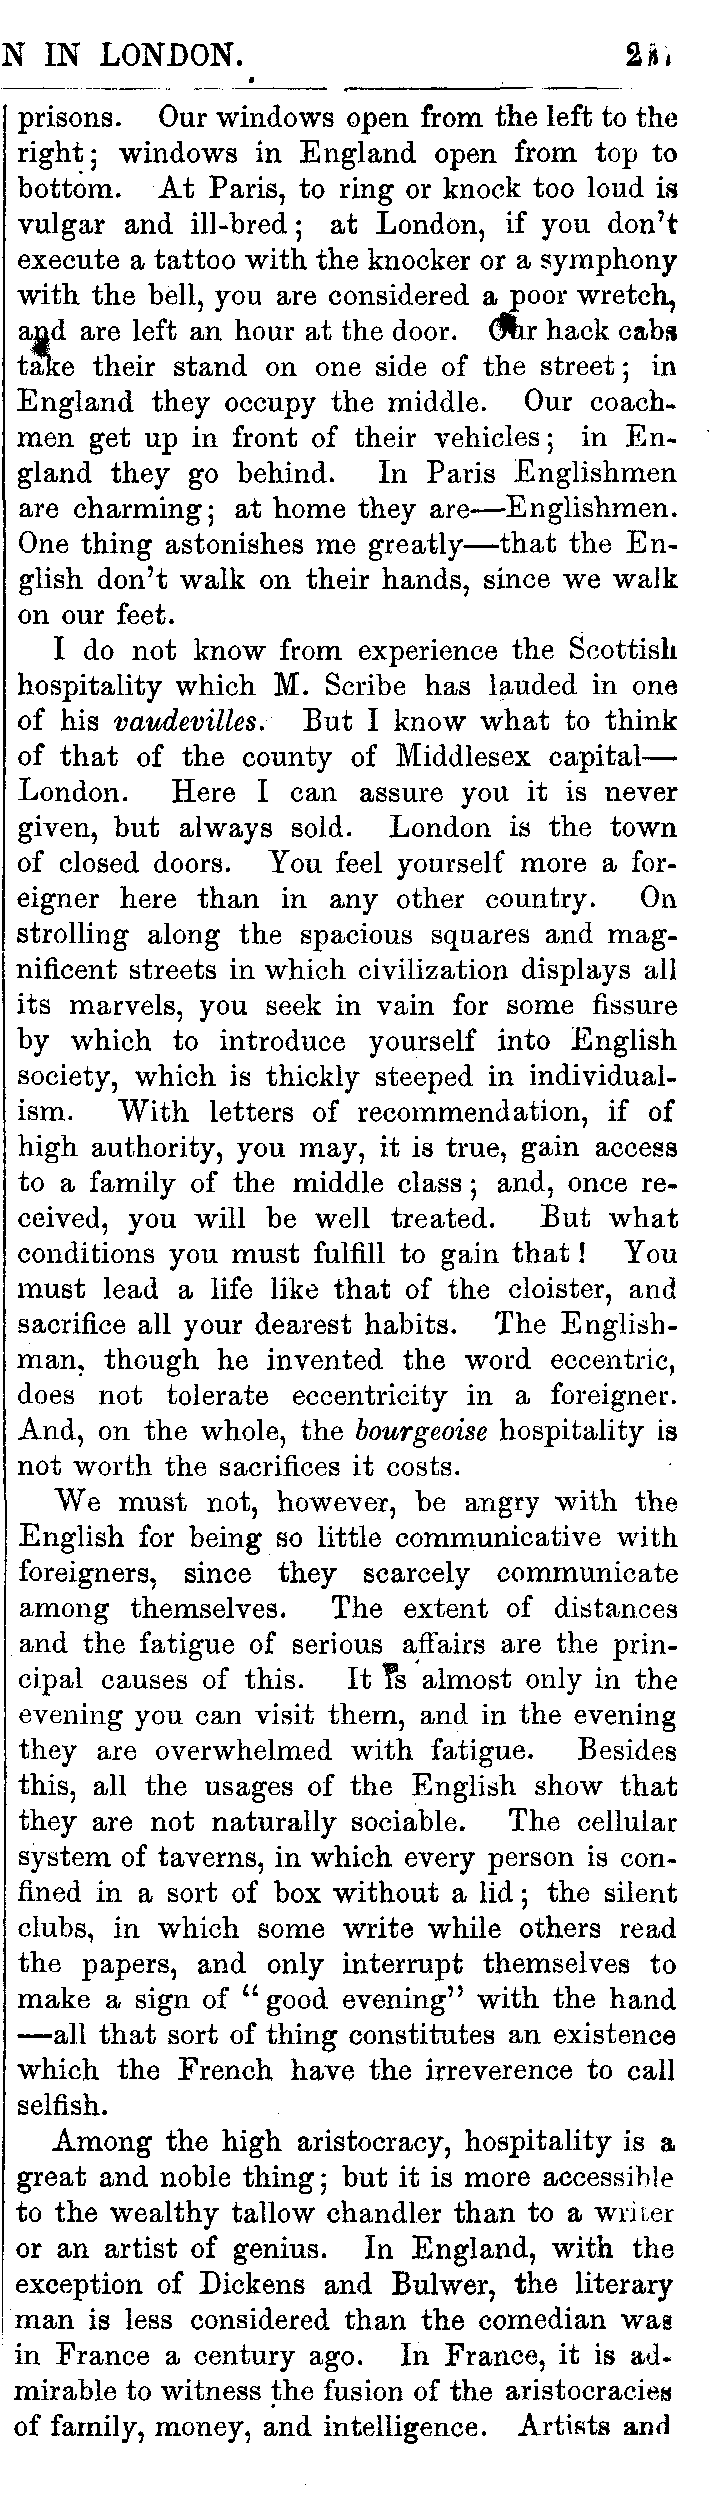 N IN LONDON.
prisons. Our windows open from the left to the
right; windows in England open from top to
bottom. At Paris, to ring or knock too loud is
vulgar and ill-bred; at London, if you don't
execute a tattoo with the knocker or a symphony
with the bell, you are considered a poor wretch,
and are left an hour at the door. Our hack cabs
take their stand on one side of the street; in
England they occupy the middle. Our coach-
men get up in front of their vehicles; in En-
gland they go behind. In Paris Englishmen
are charming; at home they are—Englishmen.
One thing astonishes me greatly—that the En-
glish don't walk on their hands, since we walk
on our feet.
I do not know from experience the Scottish
hospitality which M. Scribe has lauded in one
of his vaudevilles. But I know what to think
of that of the county of Middlesex capital—
London. Here I can assure you it is never
given, but always sold. London is the town
of closed doors. You feel yourself more a for-
eigner here than in any other country. On
strolling along the spacious squares and mag-
nificent streets in which civilization displays all
its marvels, you seek in vain for some fissure
by which to introduce yourself into English
society, which is thickly steeped in individual-
ism. With letters of recommendation, if of
high authority, you may, it is true, gain access
to a family of the middle class; and, once re-
ceived, you will be well treated. But what
conditions you must fulfill to gain that! You
must lead a life like that of the cloister, and
sacrifice all your dearest habits. The English-
man, though he invented the word eccentric,
does not tolerate eccentricity in a foreigner.
And, on the whole, the bourgeoise hospitality is
not worth the sacrifices it costs.
We must not, however, be angry with the
English for being so little communicative with
foreigners, since they scarcely communicate
among themselves. The extent of distances
and the fatigue of serious affairs are the prin-
cipal causes of this. It is almost only in the
evening you can visit them, and in the evening
they are overwhelmed with fatigue. Besides
this, all the usages of the English show that
they are not naturally sociable. The cellular
system of taverns, in which every person is con-
fined in a sort of box without a lid; the silent
clubs, in which some write while others read
the papers, and only interrupt themselves to
make a sign of "good evening" with the hand
—all that sort of thing constitutes an existence
which the French have the irreverence to call
selfish.
Among the high aristocracy, hospitality is a
great and noble thing; but it is more accessible
to the wealthy tallow chandler than to a writer
or an artist of genius. In England, with the
exception of Dickens and Bulwer, the literary
man is less considered than the comedian was
in France a century ago. In France, it is ad-
mirable to witness the fusion of the aristocracies
of family, money, and intelligence. Artists and